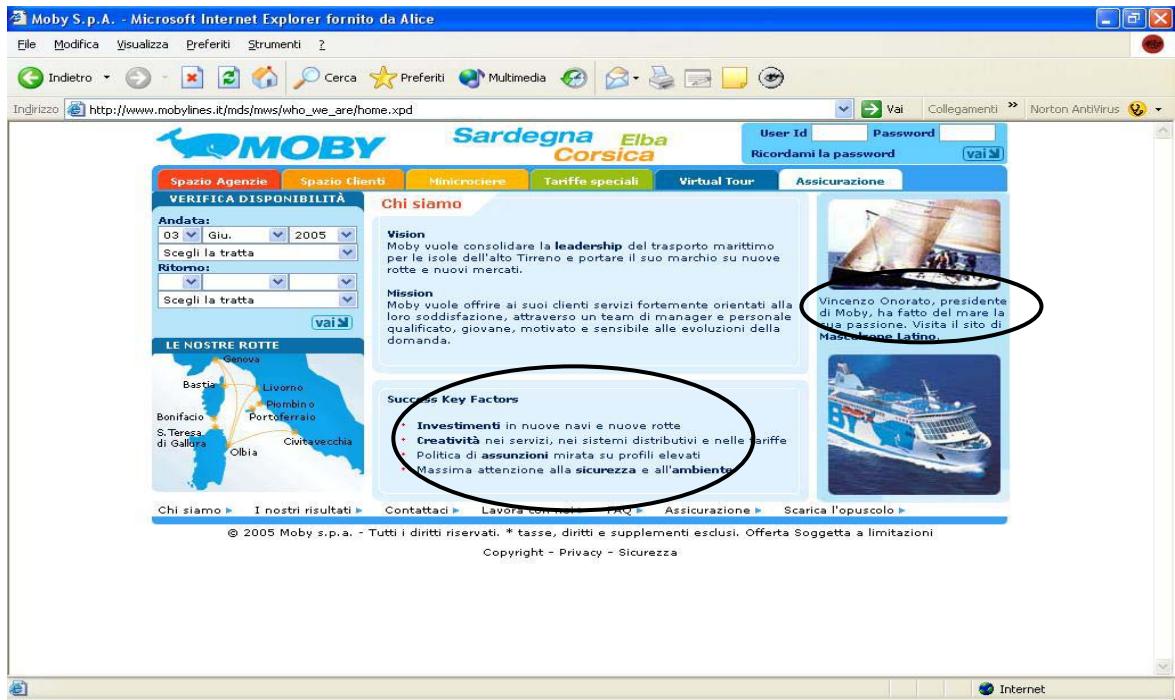 Moby S.p.A. - Microsoft Internet Explorer fornito da Alice
File Modifica Visualizza Preferiti Strumenti ?
Indietro Cerca Preferiti Multimedia
Indirizzo http://www.mobylines.it/mds/mws/who_we_are/home.xpd Vai Collegamenti » Norton AntiVirus
MOBY Sardegna Elba Corsica
User Id Password
Ricordami la password vai
Spazio Agenzie Spazio Clienti Minicrociere Tariffe speciali Virtual Tour Assicurazione
VERIFICA DISPONIBILITÀ
Andata:
03 Giu. 2005
Scegli la tratta
Ritorno:
Scegli la tratta
vai
LE NOSTRE ROTTE
Genova
Bastia
Livorno
Piombino
Bonifacio
Portoferraio
S.Teresa
di Gallura
Civitavecchia
Olbia
Chi siamo
Vision
Moby vuole consolidare la leadership del trasporto marittimo
per le isole dell'alto Tirreno e portare il suo marchio su nuove
rotte e nuovi mercati.
Mission
Moby vuole offrire ai suoi clienti servizi fortemente orientati alla
loro soddisfazione, attraverso un team di manager e personale
qualificato, giovane, motivato e sensibile alle evoluzioni della
domanda.
Success Key Factors
Investimenti in nuove navi e nuove rotte
Creatività nei servizi, nei sistemi distributivi e nelle tariffe
Politica di assunzioni mirata su profili elevati
Massima attenzione alla sicurezza e all'ambiente
Vincenzo Onorato, presidente
di Moby, ha fatto del mare la
sua passione. Visita il sito di
Mascalzone Latino.
BY
Chi siamo I nostri risultati Contattaci Lavora con noi FAQ Assicurazione Scarica l'opuscolo
© 2005 Moby s.p.a. - Tutti i diritti riservati. * tasse, diritti e supplementi esclusi. Offerta Soggetta a limitazioni
Copyright - Privacy - Sicurezza
Internet